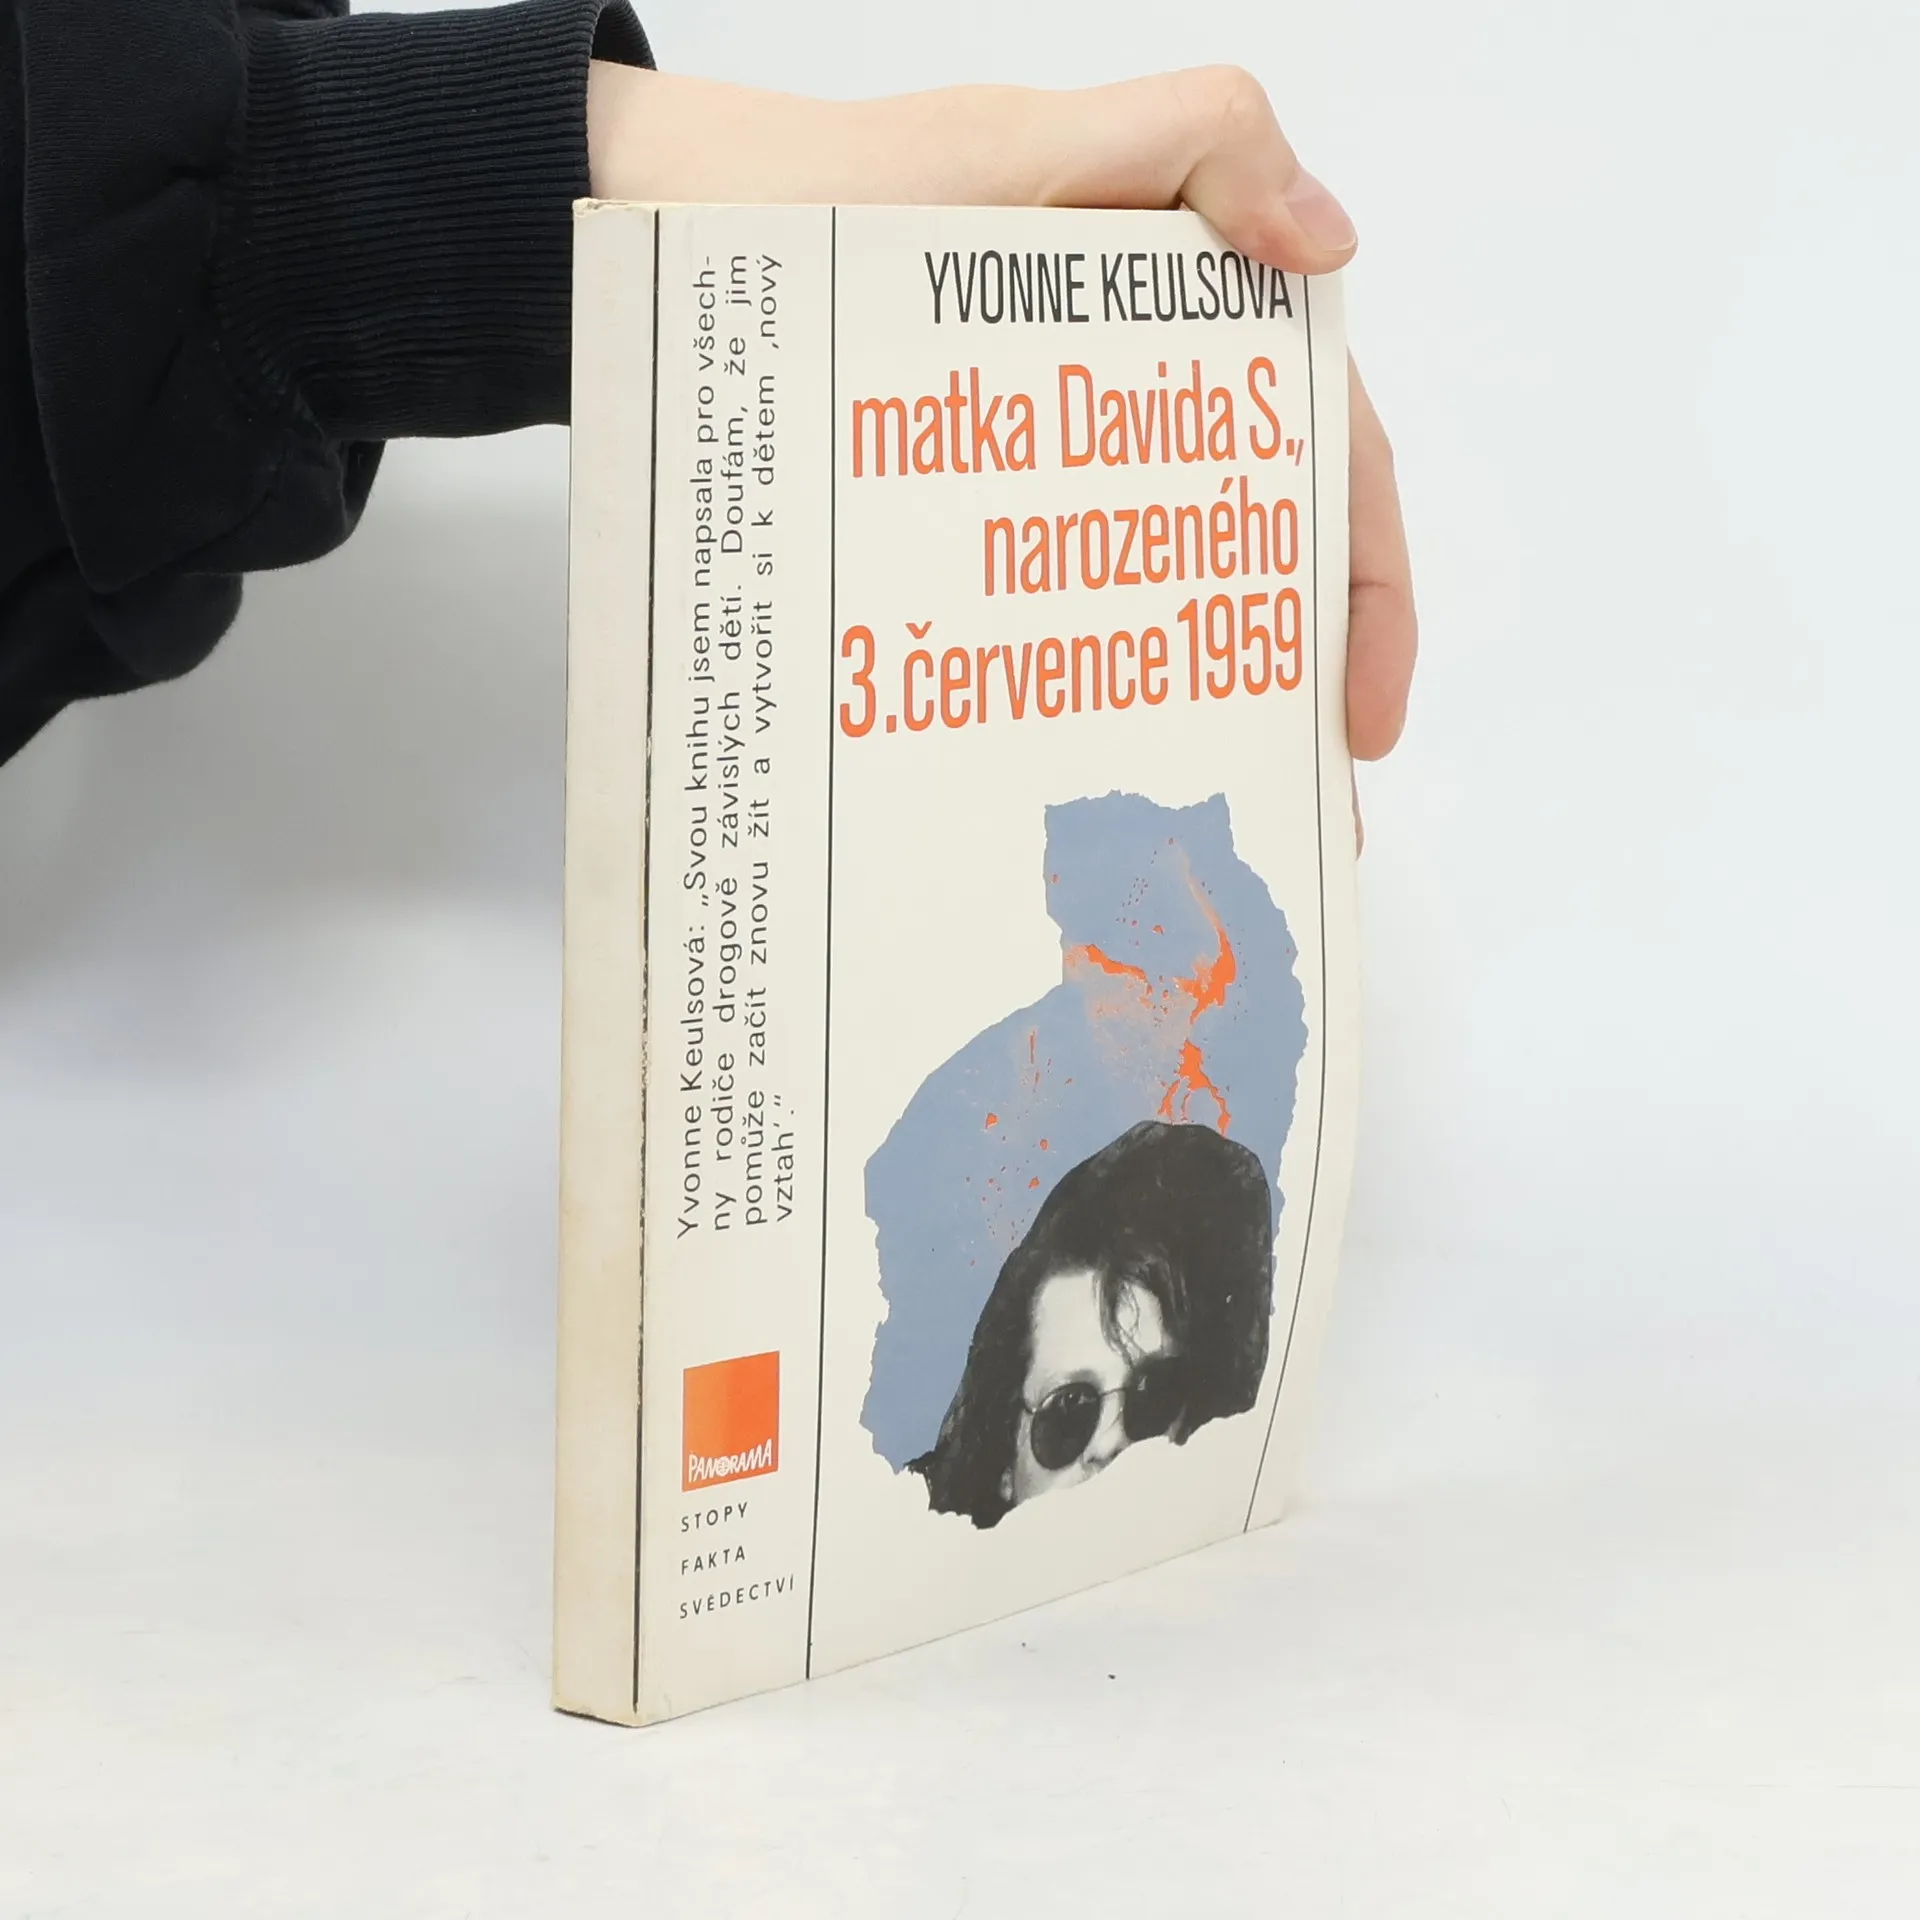 YVONNE KEULSOVÁ
matka Davida S.,
narozeného
3. července 1959
Yvonne Keulsová: „Svou knihu jsem napsala pro všech-
ny rodiče drogově závislých dětí. Doufám, že jim
pomůže začít znovu žít a vytvořit si k dětem ‚nový
vztah‘.“
PANORAMA
STOPY
FAKTA
SVĚDECTVÍ